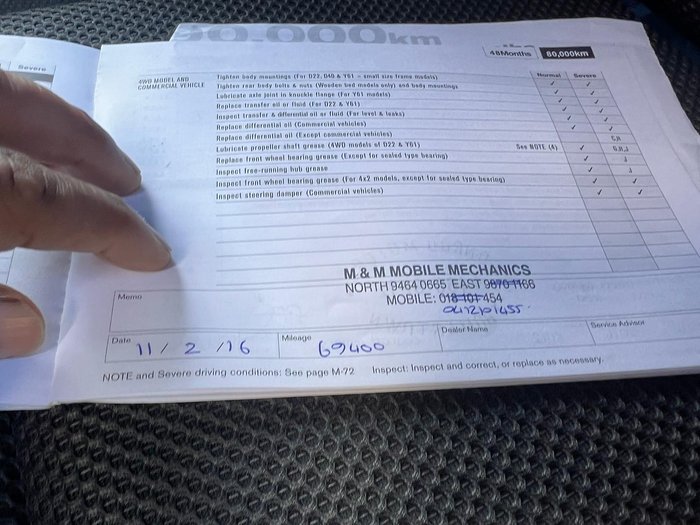 80,000km
48Months 80,000km
Severe
Normal Severe
4WD MODEL AND
COMMERCIAL VEHICLE
Tighten body mountings (For D22, D40 & Y61 - small size frame models)
Tighten rear body bolts & nuts (Wooden bed models only) and body mountings
Lubricate axle joint in knuckle flange (For Y61 models)
Replace transfer oil or fluid (For D22 & Y61)
Inspect transfer & differential oil or fluid (For level & leaks)
Replace differential oil (Commercial vehicles)
Replace differential oil (Except commercial vehicles)
Lubricate propeller shaft grease (4WD models of D22 & Y61) See NOTE (4)
Replace front wheel bearing grease (Except for sealed type bearing)
Inspect free-running hub grease
Inspect front wheel bearing grease (For 4x2 models, except for sealed type bearing)
Inspect steering damper (Commercial vehicles)
M & M MOBILE MECHANICS
NORTH 9464 0665 EAST 9870 1166
MOBILE: 018 101 454
Memo
Date 11 / 2 /16 Mileage 69400 Dealer Name Service Advisor
NOTE and Severe driving conditions: See page M-72 Inspect: Inspect and correct, or replace as necessary.